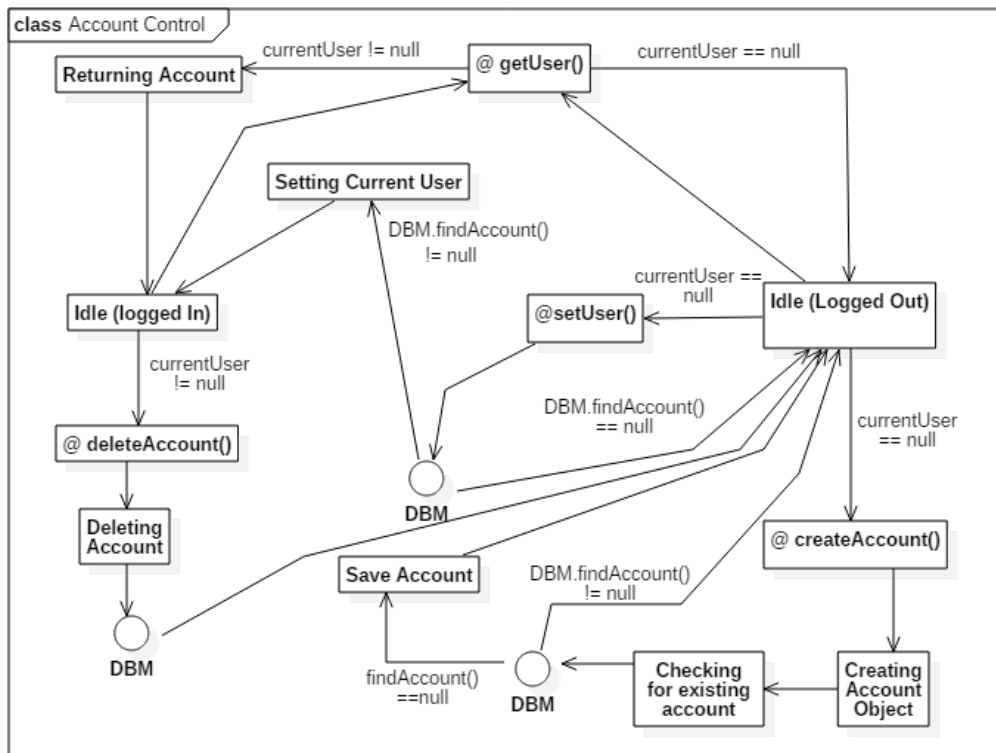 class Account Control
currentUser != null
@ getUser()
currentUser == null
Returning Account
Setting Current User
DBM.findAccount()
!= null
currentUser ==
null
Idle (logged In)
@setUser()
Idle (Logged Out)
currentUser
!= null
DBM.findAccount()
== null
currentUser
== null
@ deleteAccount()
DBM
Deleting
Account
@ createAccount()
Save Account
DBM.findAccount()
!= null
DBM
findAccount()
==null
DBM
Checking
for existing
account
Creating
Account
Object